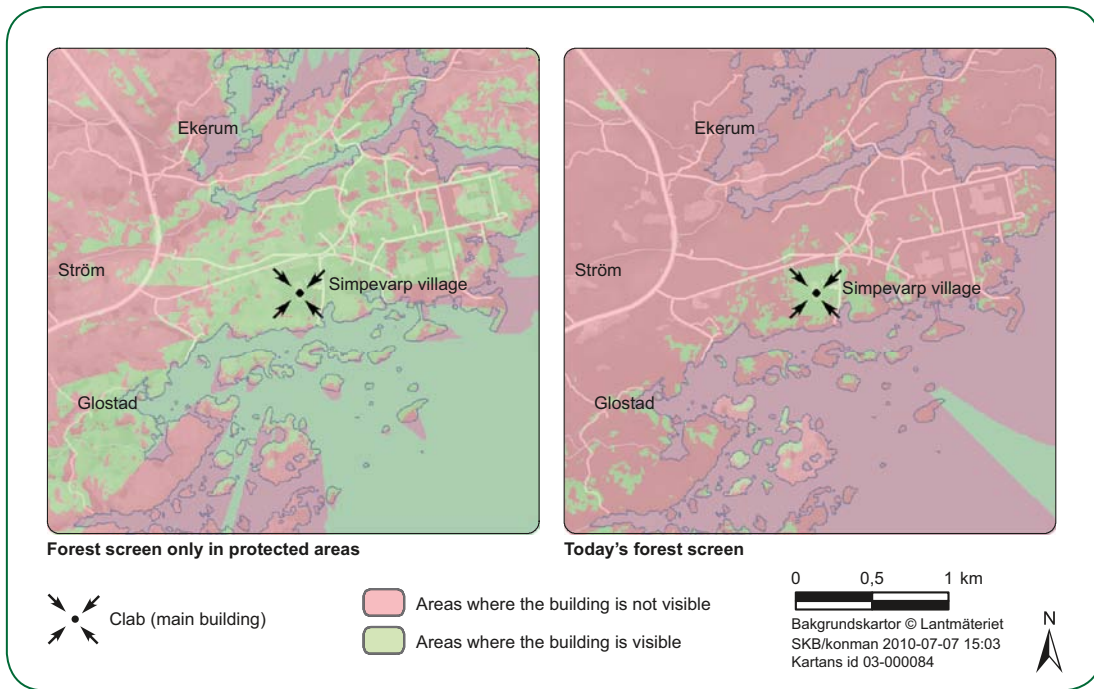 Ekerum
Ström
Simpevarp village
Glostad
Ekerum
Ström
Simpevarp village
Glostad
Forest screen only in protected areas
Today's forest screen
Clab (main building)
Areas where the building is not visible
Areas where the building is visible
0 0,5 1 km
Bakgrundskartor © Lantmäteriet
SKB/konman 2010-07-07 15:03
Kartans id 03-000084
N